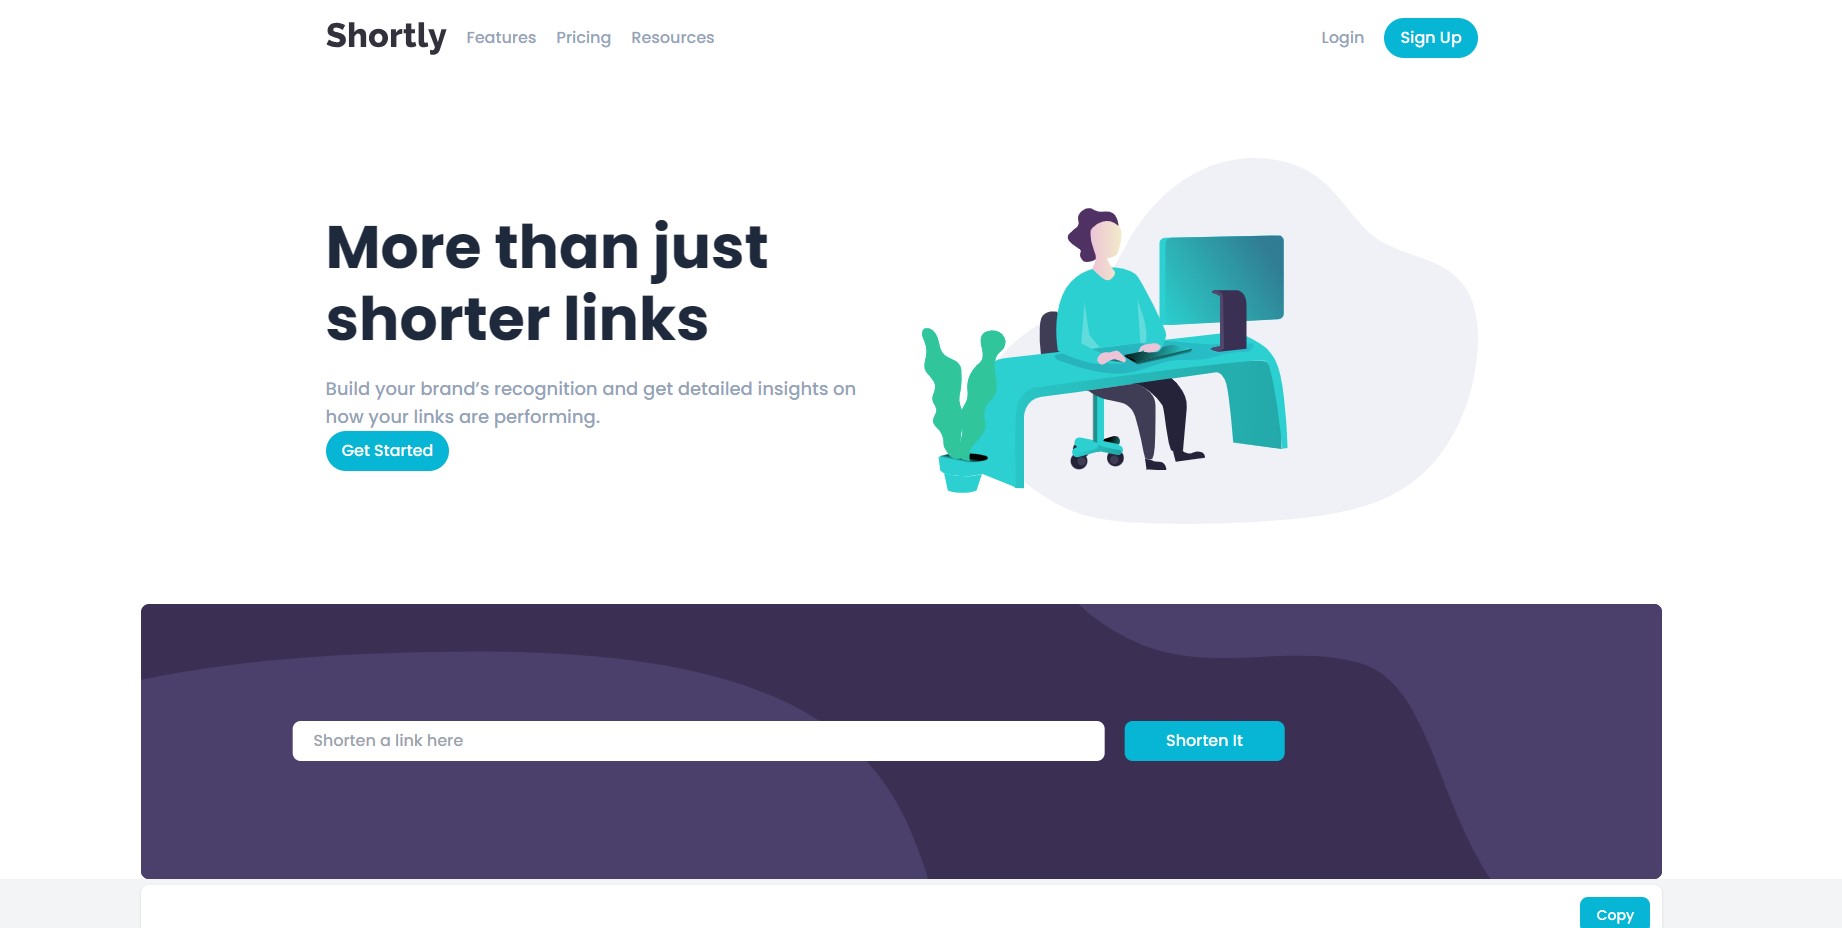 Shortly Features Pricing Resources Login Sign Up
More than just
shorter links
Build your brand’s recognition and get detailed insights on
how your links are performing.
Get Started
Shorten a link here Shorten It
Copy